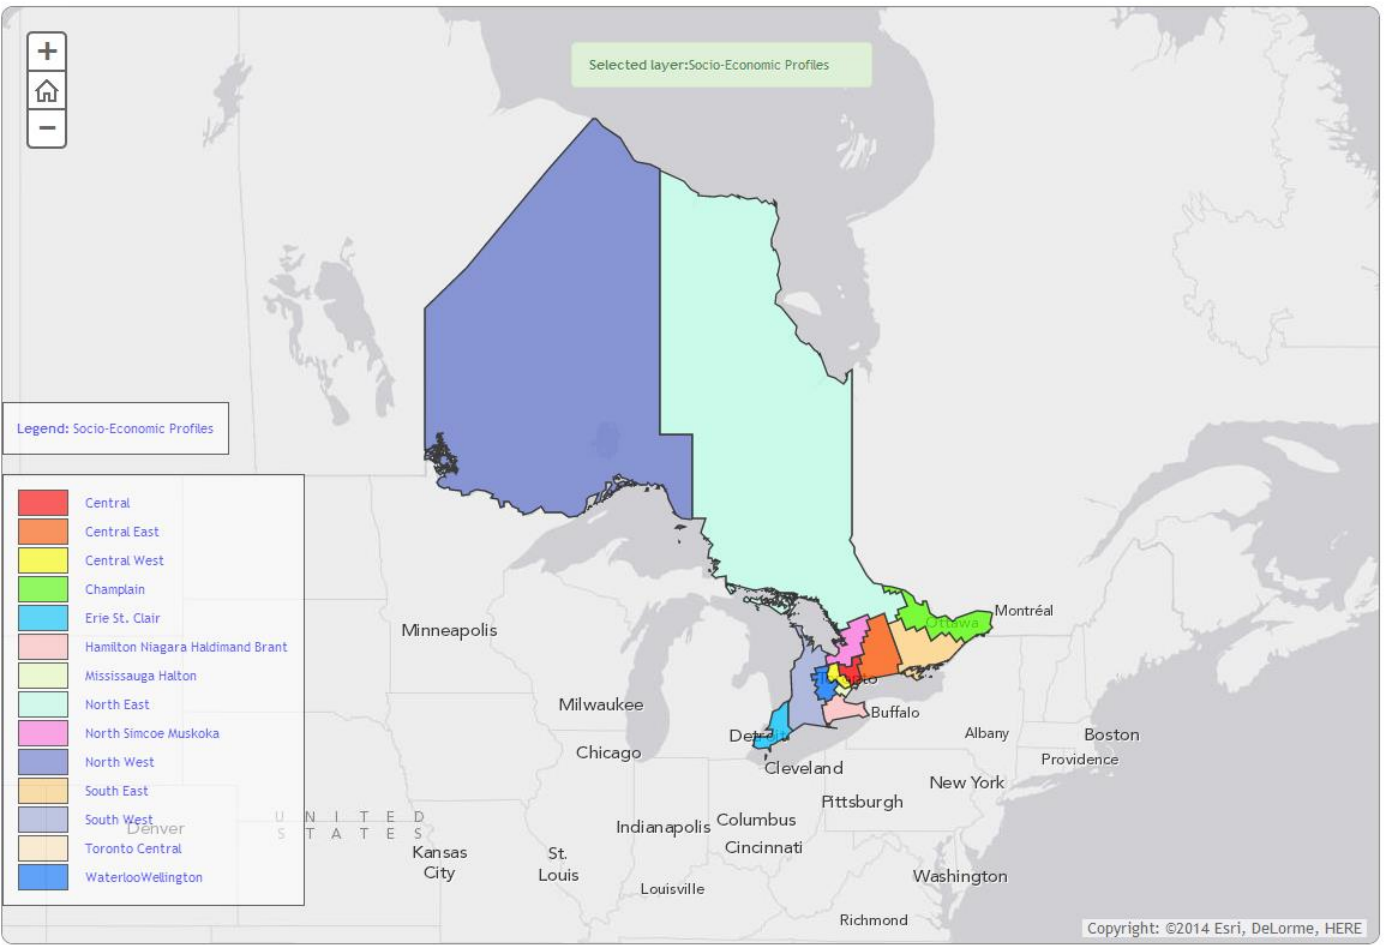 +
−
Selected layer:Socio-Economic Profiles
Legend: Socio-Economic Profiles
Central
Central East
Central West
Champlain
Erie St. Clair
Hamilton Niagara Haldimand Brant
Mississauga Halton
North East
North Simcoe Muskoka
North West
South East
South West
Toronto Central
WaterlooWellington
Montréal
Ottawa
Minneapolis
Milwaukee
Buffalo
Detroit
Albany
Boston
Chicago
Providence
Cleveland
New York
Pittsburgh
UNITED
STATES
Denver
Indianapolis
Columbus
Cincinnati
Kansas
City
St.
Louis
Louisville
Washington
Richmond
Copyright: ©2014 Esri, DeLorme, HERE